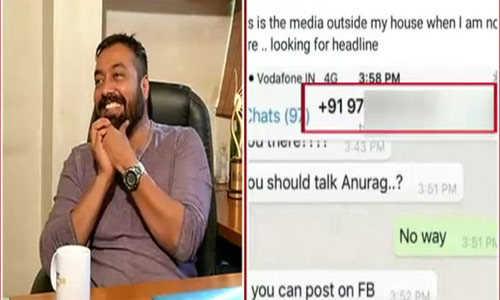 s is the media outside my house when I am no
re .. looking for headline
Vodafone IN 4G 3:58 PM
Chats (97) +91 97
ou there!!!! 3:43 PM
ou should talk Anurag..? 3:51 PM
No way 3:51 P
you can post on FB 3:52 PM